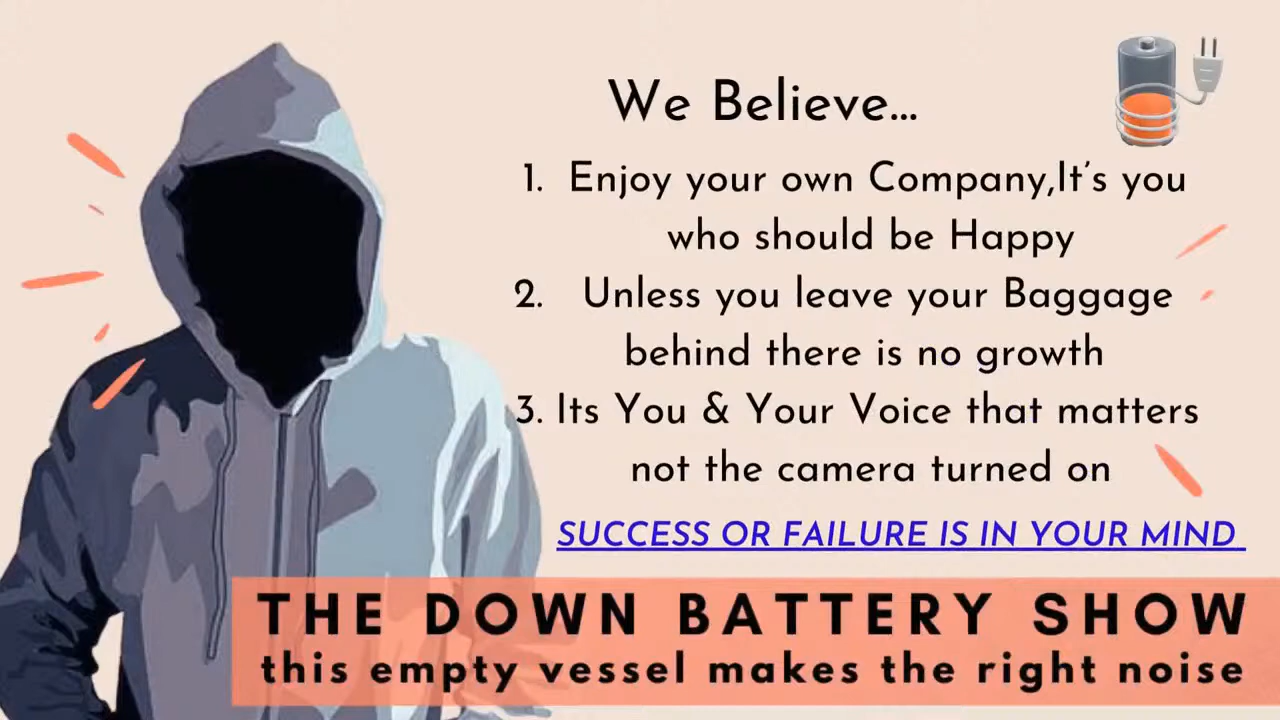 We Believe...
1. Enjoy your own Company,It's you
who should be Happy
2. Unless you leave your Baggage
behind there is no growth
3. Its You & Your Voice that matters
not the camera turned on
SUCCESS OR FAILURE IS IN YOUR MIND
THE DOWN BATTERY SHOW
this empty vessel makes the right noise